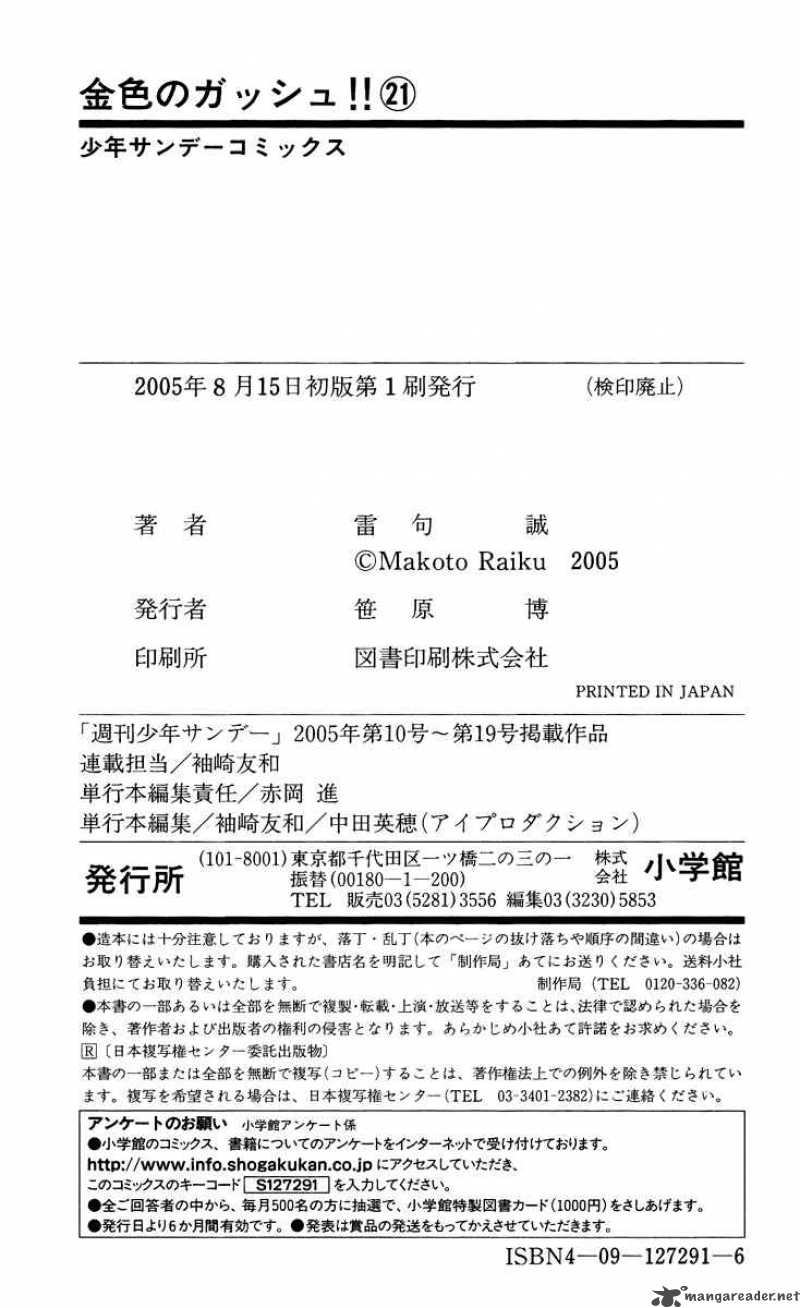 金色のガッシュ!!㉑
少年サンデーコミックス
2005年8月15日初版第1刷発行 (検印廃止)
著 者 雷 句 誠
©Makoto Raiku 2005
発行者 笹 原 博
印刷所 図書印刷株式会社
PRINTED IN JAPAN
「週刊少年サンデー」2005年第10号～第19号掲載作品
連載担当／袖崎友和
単行本編集責任／赤岡 進
単行本編集／袖崎友和／中田英穂(アイプロダクション)
発行所 (101-8001)東京都千代田区一ツ橋二の三の一 株式会社 小学館
振替(00180―1―200)
TEL 販売03(5281)3556 編集03(3230)5853
●造本には十分注意しておりますが、落丁・乱丁(本のページの抜け落ちや順序の間違い)の場合は
お取り替えいたします。購入された書店名を明記して「制作局」あてにお送りください。送料小社
負担にてお取り替えいたします。 制作局(TEL 0120-336-082)
●本書の一部あるいは全部を無断で複製・転載・上演・放送等をすることは、法律で認められた場合を
除き、著作者および出版者の権利の侵害となります。あらかじめ小社あて許諾をお求めください。
R〔日本複写権センター委託出版物〕
本書の一部または全部を無断で複写(コピー)することは、著作権法上での例外を除き禁じられてい
ます。複写を希望される場合は、日本複写権センター(TEL 03-3401-2382)にご連絡ください。
アンケートのお願い 小学館アンケート係
●小学館のコミックス、書籍についてのアンケートをインターネットで受け付けております。
http://www.info.shogakukan.co.jp にアクセスしていただき、
このコミックスのキーコード S127291 を入力してください。
●全ご回答者の中から、毎月500名の方に抽選で、小学館特製図書カード(1000円)をさしあげます。
●発行日より6か月間有効です。●発表は賞品の発送をもってかえさせていただきます。
ISBN4―09―127291―6
mangareader.net